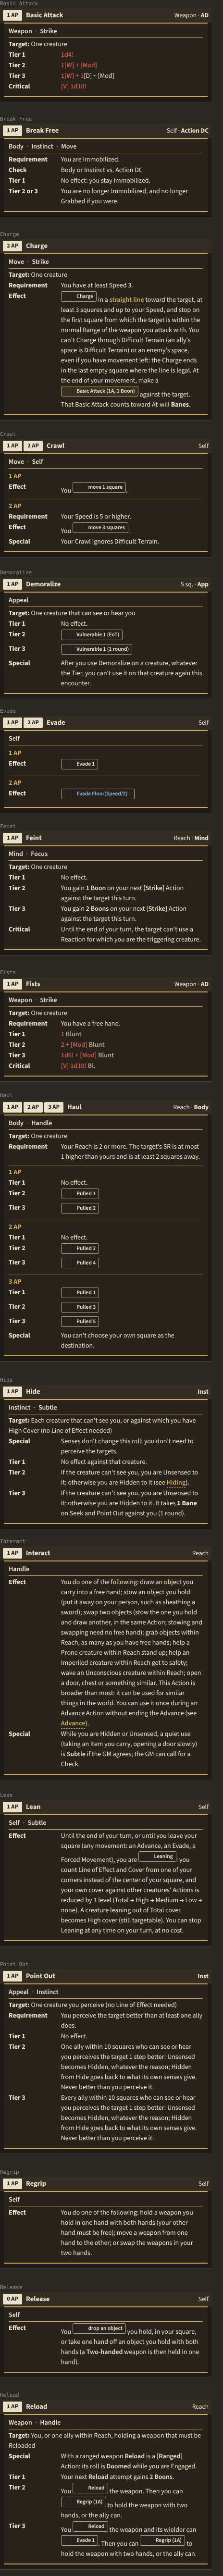 Basic Attack
1 AP Basic Attack Weapon · AD
Weapon · Strike
Target: One creature
Tier 1 1d4!
Tier 2 1[W] + [Mod]
Tier 3 1[W] + 1[D] + [Mod]
Critical [V] 1d10!
Break Free
1 AP Break Free Self · Action DC
Body · Instinct · Move
Requirement You are Immobilized.
Check Body or Instinct vs. Action DC
Tier 1 No effect: you stay Immobilized.
Tier 2 or 3 You are no longer Immobilized, and no longer
Grabbed if you were.
Charge
2 AP Charge
Move · Strike
Target: One creature
Requirement You have at least Speed 3.
Effect Charge in a straight line toward the target, at
least 3 squares and up to your Speed, and stop on
the first square from which the target is within the
normal Range of the weapon you attack with. You
can't Charge through Difficult Terrain (an ally's
space is Difficult Terrain) or an enemy's space,
even if you have movement left: the Charge ends
in the last empty square where the line is legal. At
the end of your movement, make a
Basic Attack (1A, 1 Boon) against the target.
That Basic Attack counts toward At-will Banes.
Crawl
1 AP 2 AP Crawl Self
Move · Self
1 AP
Effect You move 1 square.
2 AP
Requirement Your Speed is 5 or higher.
Effect You move 3 squares.
Special Your Crawl ignores Difficult Terrain.
Demoralize
1 AP Demoralize 5 sq. · App
Appeal
Target: One creature that can see or hear you
Tier 1 No effect.
Tier 2 Vulnerable 1 (EoT)
Tier 3 Vulnerable 1 (1 round)
Special After you use Demoralize on a creature, whatever
the Tier, you can't use it on that creature again this
encounter.
Evade
1 AP 2 AP Evade Self
Self
1 AP
Effect Evade 1
2 AP
Effect Evade Floor(Speed/2)
Feint
1 AP Feint Reach · Mind
Mind · Focus
Target: One creature
Tier 1 No effect.
Tier 2 You gain 1 Boon on your next [Strike] Action
against the target this turn.
Tier 3 You gain 2 Boons on your next [Strike] Action
against the target this turn.
Critical Until the end of your turn, the target can't use a
Reaction for which you are the triggering creature.
Fists
1 AP Fists Weapon · AD
Weapon · Strike
Target: One creature
Requirement You have a free hand.
Tier 1 1 Blunt
Tier 2 2 + [Mod] Blunt
Tier 3 1d6! + [Mod] Blunt
Critical [V] 1d10! Bl.
Haul
1 AP 2 AP 3 AP Haul Reach · Body
Body · Handle
Target: One creature
Requirement Your Reach is 2 or more. The target's SR is at most
1 higher than yours and is at least 2 squares away.
1 AP
Tier 1 No effect.
Tier 2 Pulled 1
Tier 3 Pulled 2
2 AP
Tier 1 No effect.
Tier 2 Pulled 2
Tier 3 Pulled 4
3 AP
Tier 1 Pulled 1
Tier 2 Pulled 3
Tier 3 Pulled 5
Special You can't choose your own square as the
destination.
Hide
1 AP Hide Inst
Instinct · Subtle
Target: Each creature that can't see you, or against which you have
High Cover (no Line of Effect needed)
Special Senses don't change this roll: you don't need to
perceive the targets.
Tier 1 No effect against that creature.
Tier 2 If the creature can't see you, you are Unsensed to
it; otherwise you are Hidden to it (see Hiding).
Tier 3 If the creature can't see you, you are Unsensed to
it; otherwise you are Hidden to it. It takes 1 Bane
on Seek and Point Out against you (1 round).
Interact
1 AP Interact Reach
Handle
Effect You do one of the following: draw an object you
carry into a free hand; stow an object you hold
(put it away on your person, such as sheathing a
sword); swap two objects (stow the one you hold
and draw another, in the same Action; stowing and
swapping need no free hand); grab objects within
Reach, as many as you have free hands; help a
Prone creature within Reach stand up; help an
Imperiled creature within Reach get to safety;
wake an Unconscious creature within Reach; open
a door, chest or something similar. This Action is
broader than most: it can be used for similar
things in the world. You can use it once during an
Advance Action without ending the Advance (see
Advance).
Special While you are Hidden or Unsensed, a quiet use
(taking an item you carry, opening a door slowly)
is Subtle if the GM agrees; the GM can call for a
Check.
Lean
1 AP Lean Self
Self · Subtle
Effect Until the end of your turn, or until you leave your
square (any movement: an Advance, an Evade, a
Forced Movement), you are Leaning: you
count Line of Effect and Cover from one of your
corners instead of the center of your square, and
your own cover against other creatures' Actions is
reduced by 1 level (Total → High → Medium → Low →
none). A creature leaning out of Total cover
becomes High cover (still targetable). You can stop
Leaning at any time on your turn, at no cost.
Point Out
1 AP Point Out Inst
Appeal · Instinct
Target: One creature you perceive (no Line of Effect needed)
Requirement You perceive the target better than at least one ally
does.
Tier 1 No effect.
Tier 2 One ally within 10 squares who can see or hear
you perceives the target 1 step better: Unsensed
becomes Hidden, whatever the reason; Hidden
from Hide goes back to what its own senses give.
Never better than you perceive it.
Tier 3 Every ally within 10 squares who can see or hear
you perceives the target 1 step better: Unsensed
becomes Hidden, whatever the reason; Hidden
from Hide goes back to what its own senses give.
Never better than you perceive it.
Regrip
1 AP Regrip Self
Self
Effect You do one of the following: hold a weapon you
hold in one hand with both hands (your other
hand must be free); move a weapon from one
hand to the other; or swap the weapons in your
two hands.
Release
0 AP Release Self
Self
Effect You drop an object you hold, in your square,
or take one hand off an object you hold with both
hands (a Two-handed weapon is then held in one
hand).
Reload
1 AP Reload Reach
Weapon · Handle
Target: You, or one ally within Reach, holding a weapon that must be
Reloaded
Special With a ranged weapon Reload is a [Ranged]
Action: its roll is Doomed while you are Engaged.
Tier 1 Your next Reload attempt gains 2 Boons.
Tier 2 You Reload the weapon. Then you can
Regrip (1A) to hold the weapon with two
hands, or the ally can.
Tier 3 You Reload the weapon and its wielder can
Evade 1. Then you can Regrip (1A) to
hold the weapon with two hands, or the ally can.